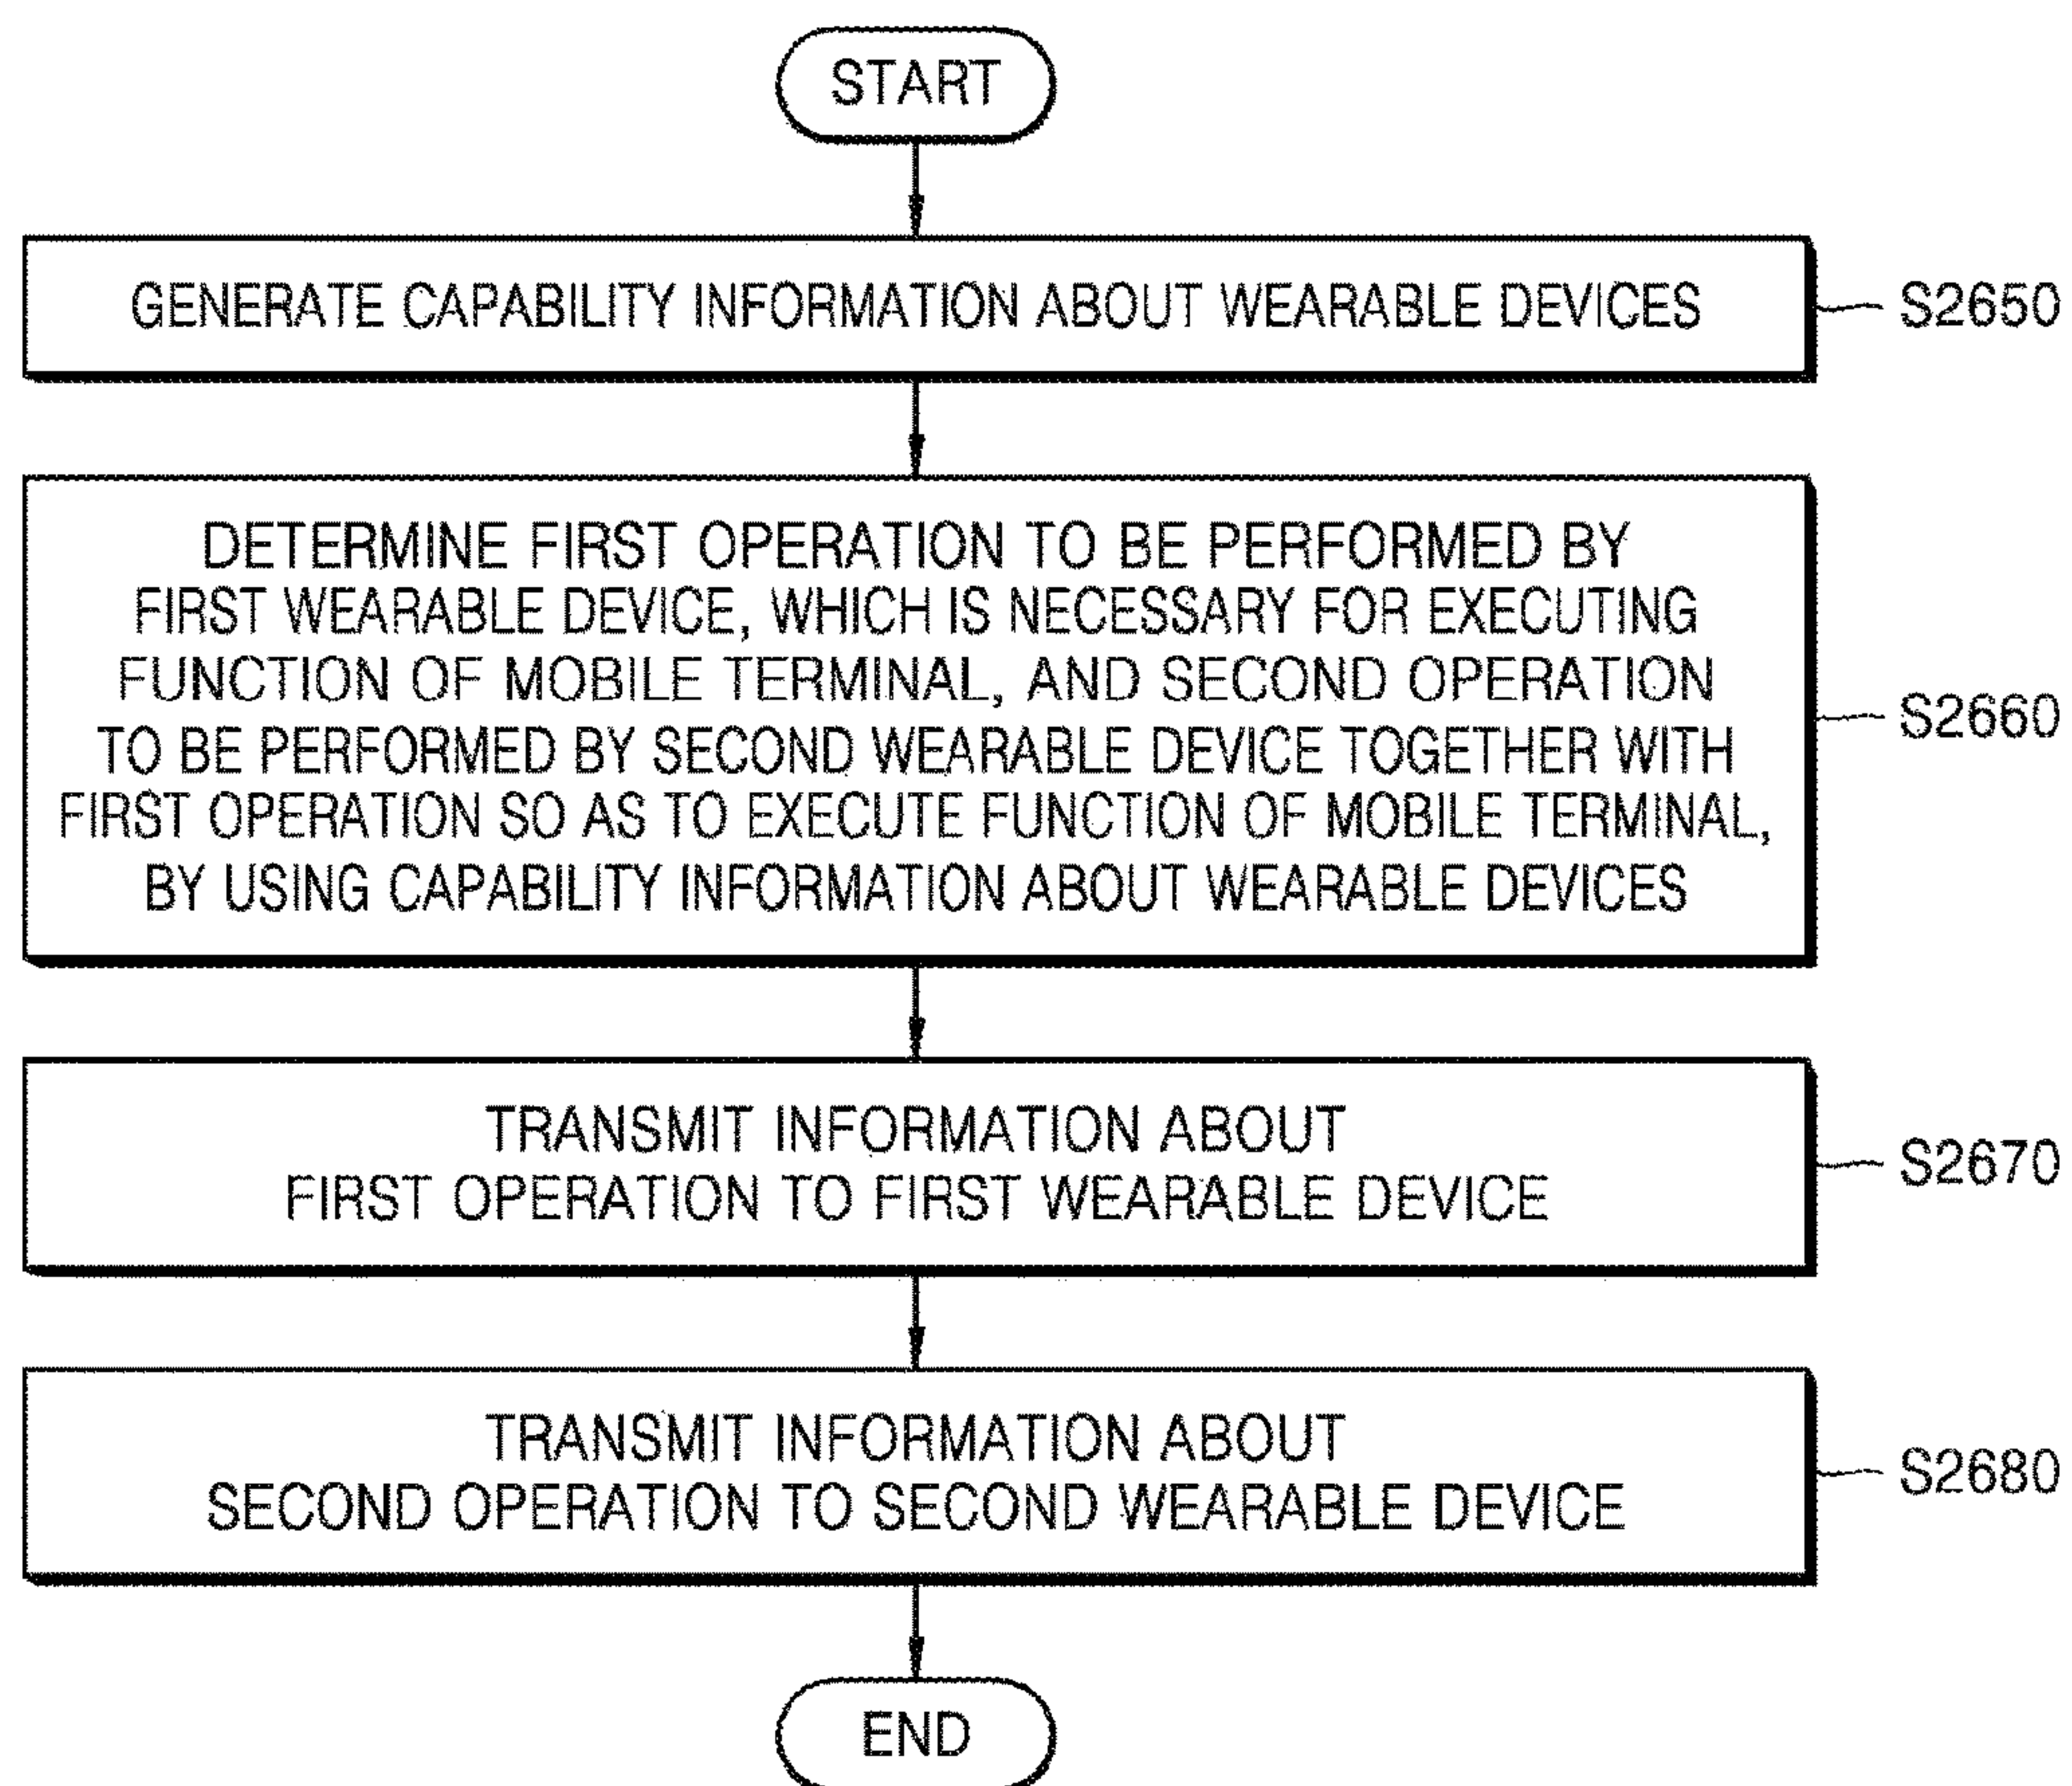 START
GENERATE CAPABILITY INFORMATION ABOUT WEARABLE DEVICES
S2650
DETERMINE FIRST OPERATION TO BE PERFORMED BY
FIRST WEARABLE DEVICE, WHICH IS NECESSARY FOR EXECUTING
FUNCTION OF MOBILE TERMINAL, AND SECOND OPERATION
TO BE PERFORMED BY SECOND WEARABLE DEVICE TOGETHER WITH
FIRST OPERATION SO AS TO EXECUTE FUNCTION OF MOBILE TERMINAL,
BY USING CAPABILITY INFORMATION ABOUT WEARABLE DEVICES
S2660
TRANSMIT INFORMATION ABOUT
FIRST OPERATION TO FIRST WEARABLE DEVICE
S2670
TRANSMIT INFORMATION ABOUT
SECOND OPERATION TO SECOND WEARABLE DEVICE
S2680
END